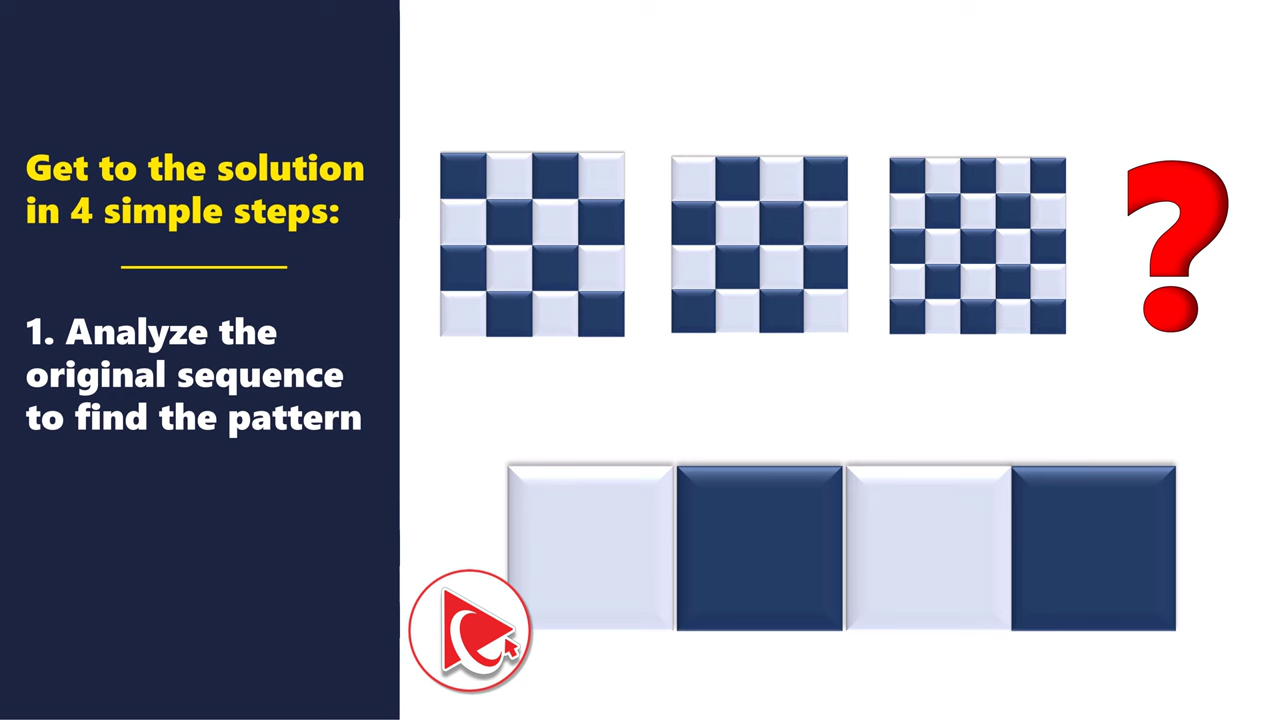 Get to the solution
in 4 simple steps:
1. Analyze the
original sequence
to find the pattern
?